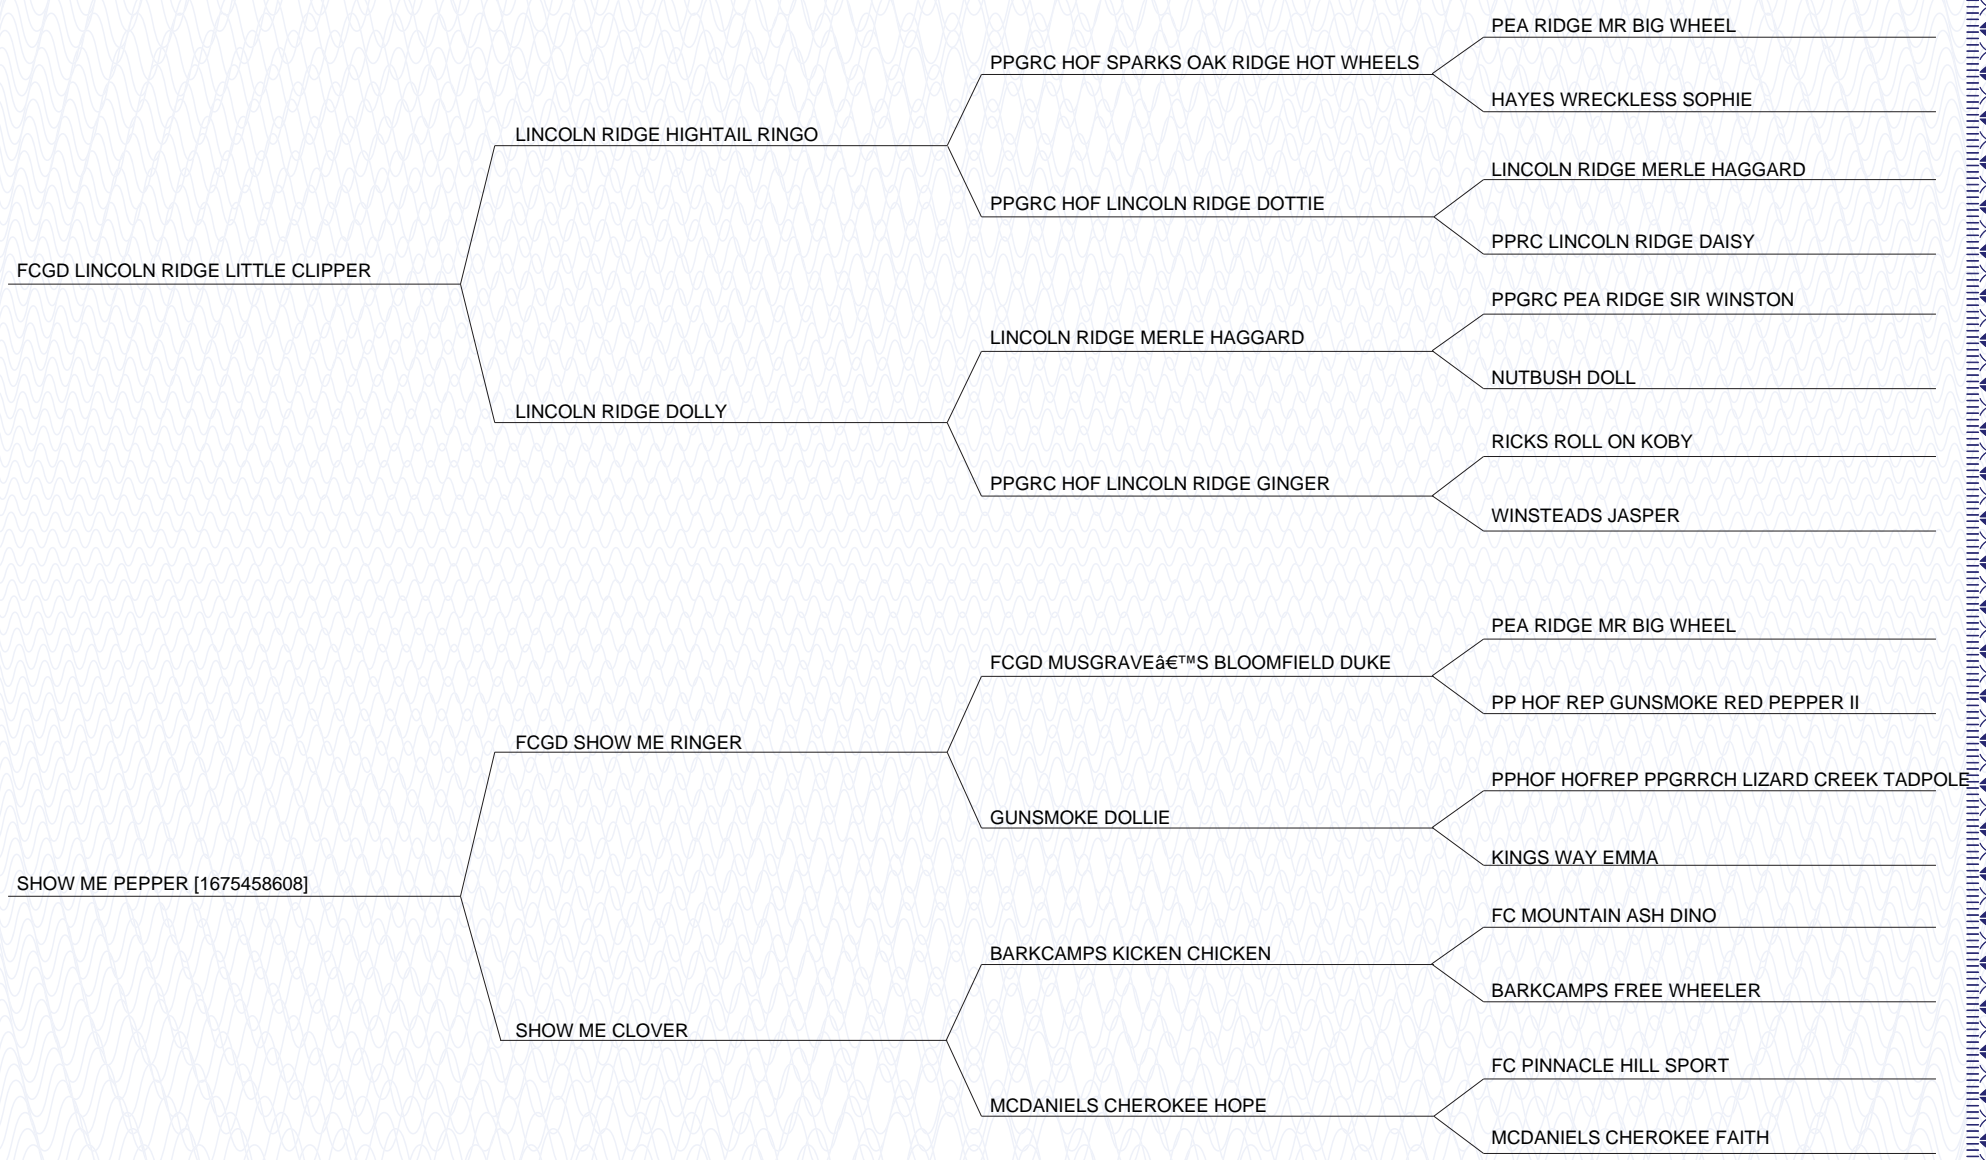 PEA RIDGE MR BIG WHEEL
PPGRC HOF SPARKS OAK RIDGE HOT WHEELS
HAYES WRECKLESS SOPHIE
LINCOLN RIDGE HIGHTAIL RINGO
LINCOLN RIDGE MERLE HAGGARD
PPGRC HOF LINCOLN RIDGE DOTTIE
PPRC LINCOLN RIDGE DAISY
FCGD LINCOLN RIDGE LITTLE CLIPPER
PPGRC PEA RIDGE SIR WINSTON
LINCOLN RIDGE MERLE HAGGARD
NUTBUSH DOLL
LINCOLN RIDGE DOLLY
RICKS ROLL ON KOBY
PPGRC HOF LINCOLN RIDGE GINGER
WINSTEADS JASPER
PEA RIDGE MR BIG WHEEL
FCGD MUSGRAVEâ€™S BLOOMFIELD DUKE
PP HOF REP GUNSMOKE RED PEPPER II
FCGD SHOW ME RINGER
PPHOF HOFREP PPGRRCH LIZARD CREEK TADPOLE
GUNSMOKE DOLLIE
KINGS WAY EMMA
SHOW ME PEPPER [1675458608]
FC MOUNTAIN ASH DINO
BARKCAMPS KICKEN CHICKEN
BARKCAMPS FREE WHEELER
SHOW ME CLOVER
FC PINNACLE HILL SPORT
MCDANIELS CHEROKEE HOPE
MCDANIELS CHEROKEE FAITH